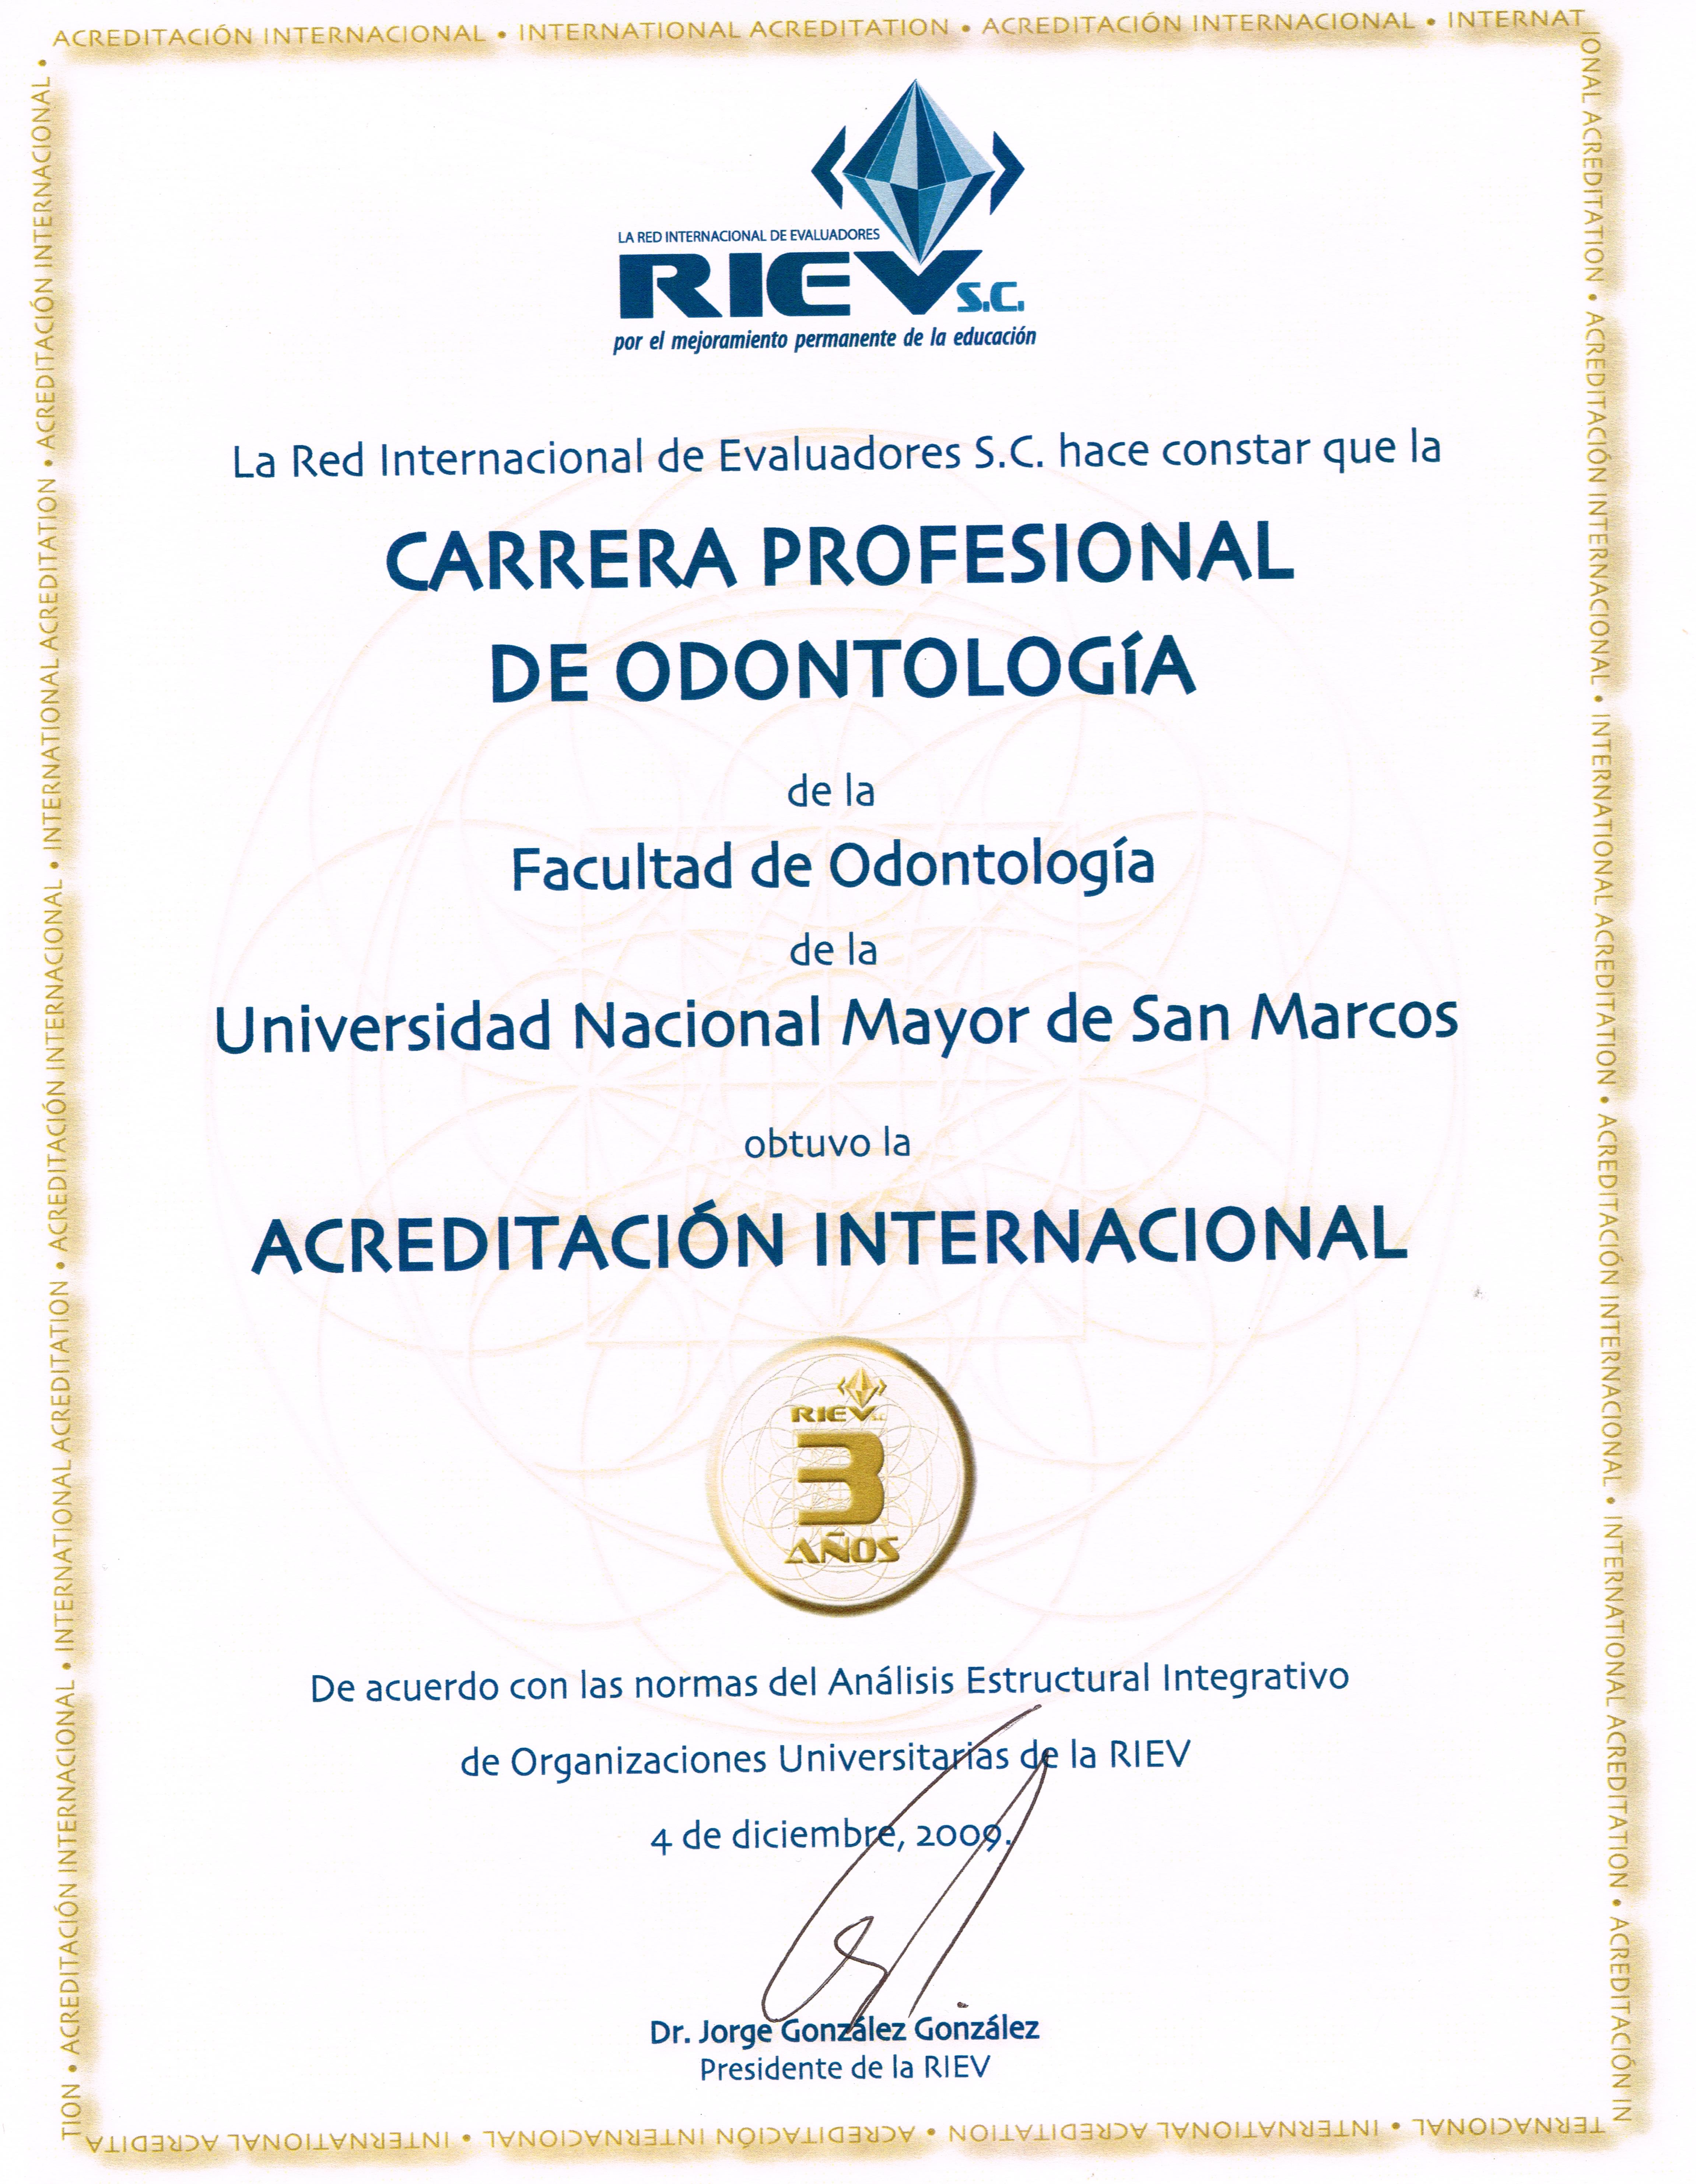 ACREDITACIÓN INTERNACIONAL • INTERNATIONAL ACREDITATION • ACREDITACIÓN INTERNACIONAL • INTERNAT
IONAL ACREDITATION • ACREDITACIÓN INTERNACIONAL • INTERNATIONAL ACREDITATION • ACREDITACIÓN INTERNACIONAL • INTERNATIONAL ACREDITATION • ACREDITACIÓN IN
LA RED INTERNACIONAL DE EVALUADORES
RIEV S.C.
por el mejoramiento permanente de la educación
La Red Internacional de Evaluadores S.C. hace constar que la
CARRERA PROFESIONAL
DE ODONTOLOGíA
de la
Facultad de Odontología
de la
Universidad Nacional Mayor de San Marcos
obtuvo la
ACREDITACIÓN INTERNACIONAL
RIEV S.C.
3
AÑOS
De acuerdo con las normas del Análisis Estructural Integrativo
de Organizaciones Universitarias de la RIEV
4 de diciembre, 2009.
Dr. Jorge González González
Presidente de la RIEV
TERNACIONAL • INTERNATIONAL ACREDITATION • ACREDITACIÓN INTERNACIONAL • INTERNATIONAL ACREDITA
TION • ACREDITACIÓN INTERNACIONAL • INTERNATIONAL ACREDITATION • ACREDITACIÓN INTERNACIONAL • INTERNATIONAL ACREDITATION • ACREDITACIÓN INTERNACIONAL •